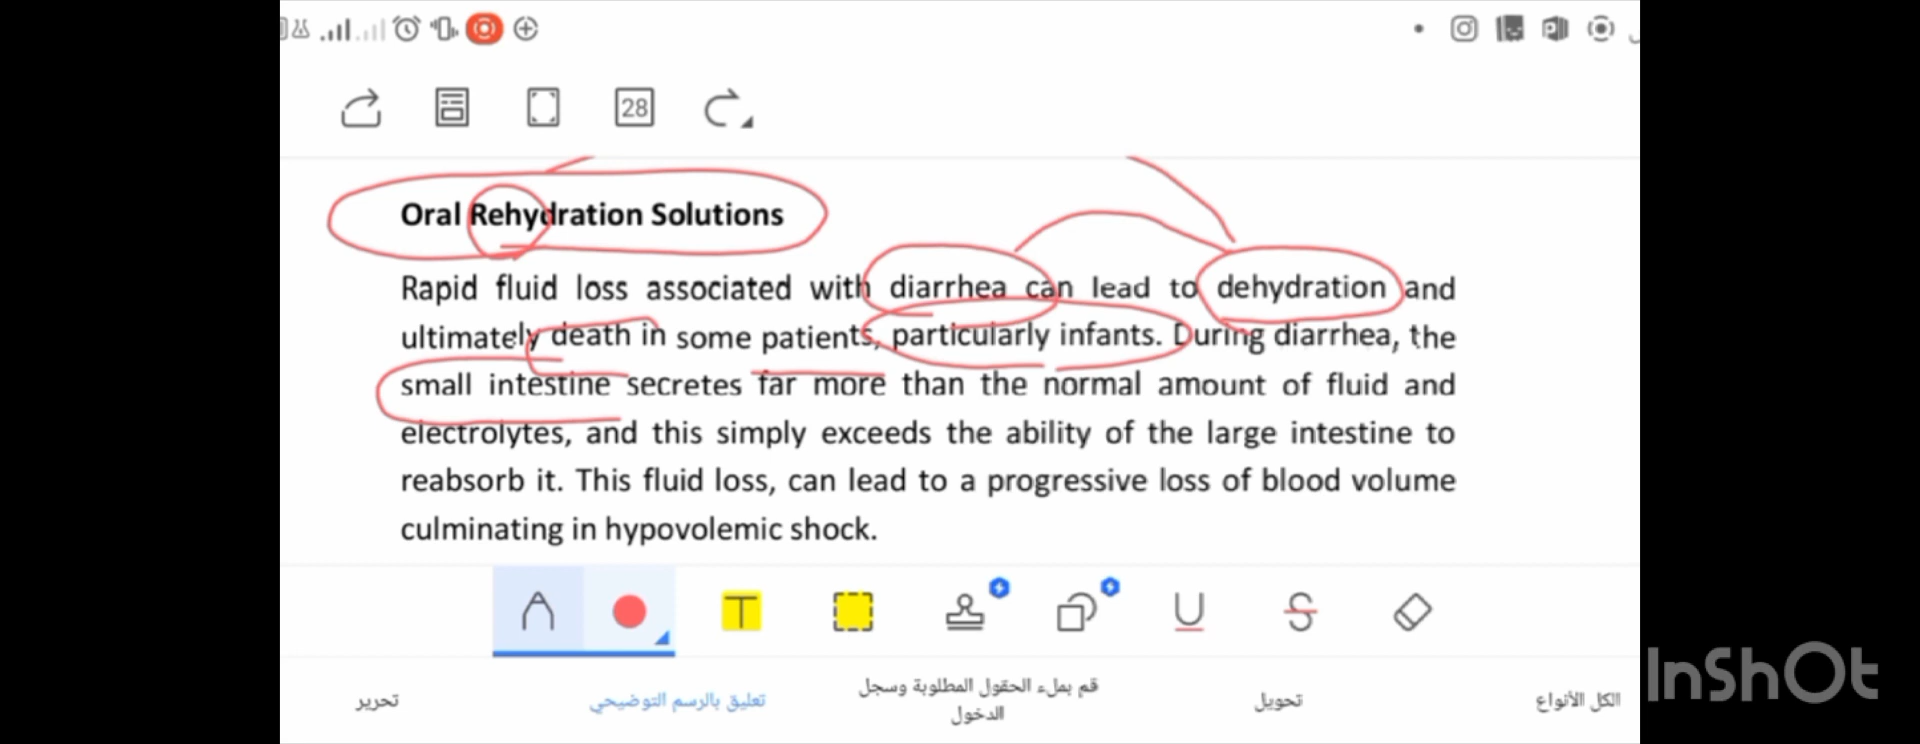 28
Oral Rehydration Solutions
Rapid fluid loss associated with diarrhea can lead to dehydration and
ultimately death in some patients, particularly infants. During diarrhea, the
small intestine secretes far more than the normal amount of fluid and
electrolytes, and this simply exceeds the ability of the large intestine to
reabsorb it. This fluid loss, can lead to a progressive loss of blood volume
culminating in hypovolemic shock.
الكل الأنواع
تحويل
قم بملء الحقول المطلوبة وسجل
الدخول
تعليق بالرسم التوضيحي
تحرير
InShOt